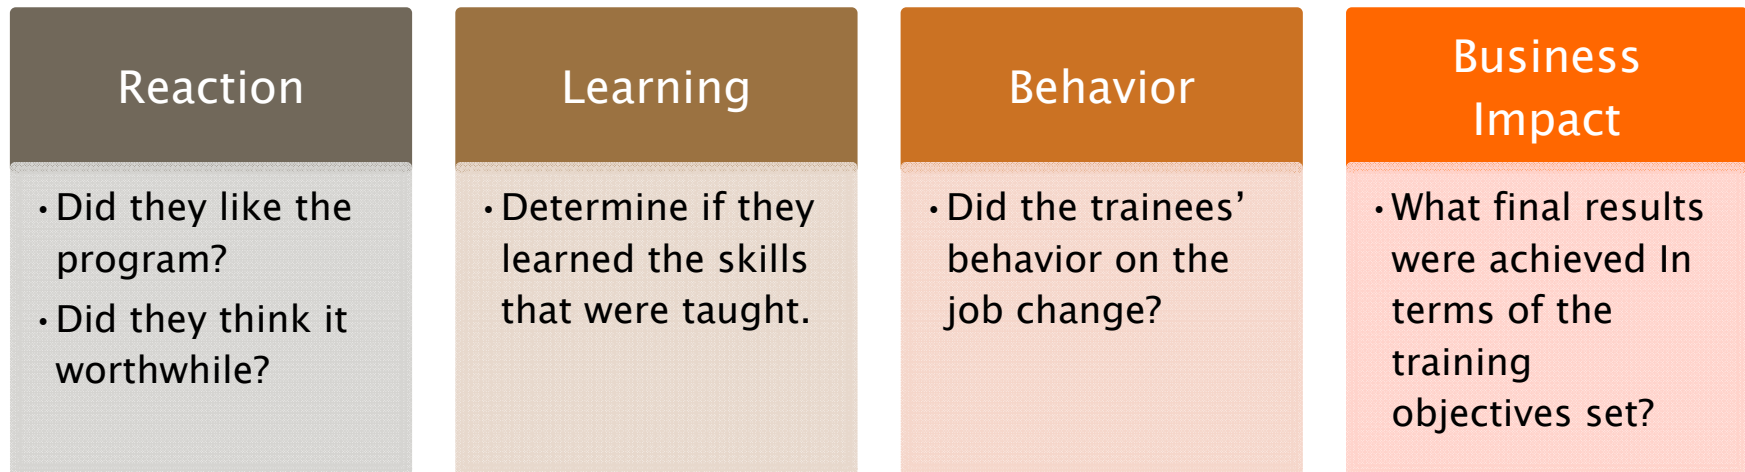 Reaction
• Did they like the
program?
• Did they think it
worthwhile?
Learning
• Determine if they
learned the skills
that were taught.
Behavior
• Did the trainees’
behavior on the
job change?
Business
Impact
• What final results
were achieved In
terms of the
training
objectives set?